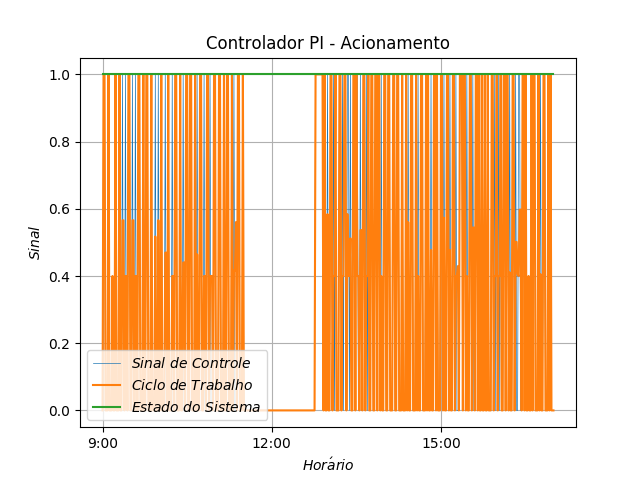 Controlador PI - Acionamento
1.0
0.8
0.6
0.4
0.2
0.0
Sinal
Sinal de Controle
Ciclo de Trabalho
Estado do Sistema
9:00
12:00
15:00
Horário